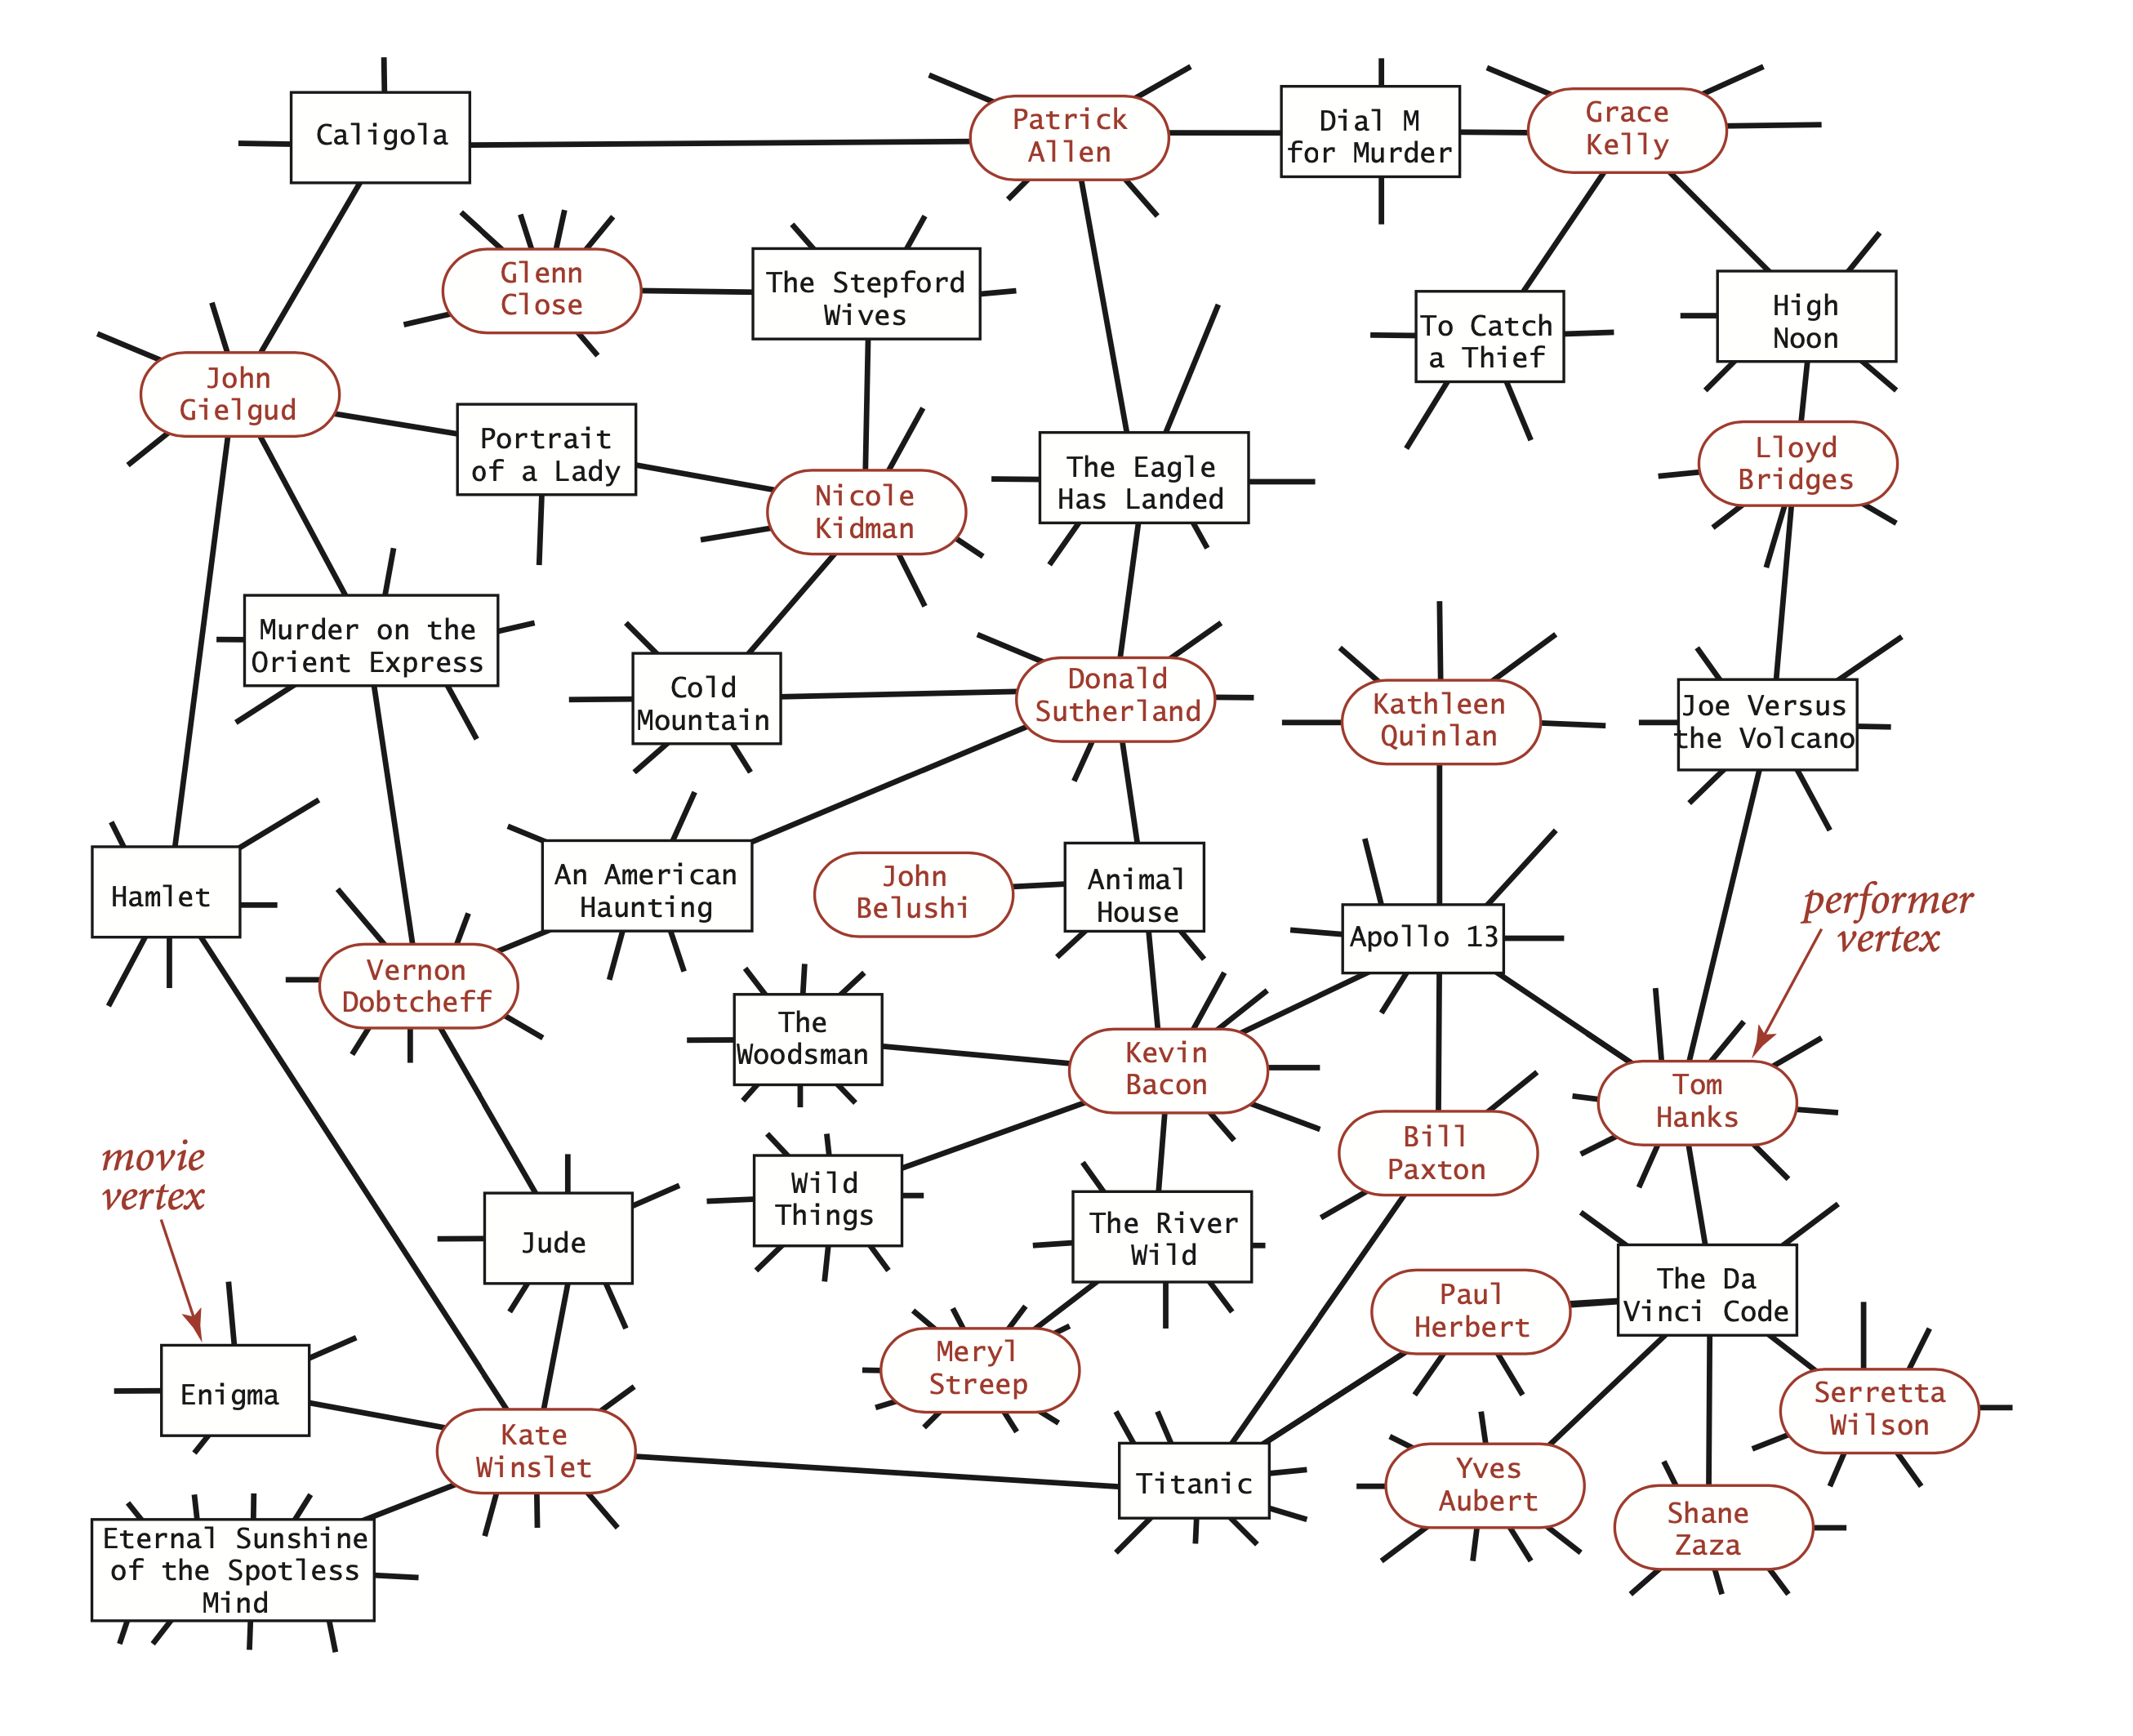 Caligola
Patrick
Allen
Dial M
for Murder
Grace
Kelly
Glenn
Close
The Stepford
Wives
To Catch
a Thief
High
Noon
John
Gielgud
Portrait
of a Lady
Nicole
Kidman
The Eagle
Has Landed
Lloyd
Bridges
Murder on the
Orient Express
Cold
Mountain
Donald
Sutherland
Kathleen
Quinlan
Joe Versus
the Volcano
Hamlet
An American
Haunting
John
Belushi
Animal
House
Apollo 13
performer
vertex
Vernon
Dobtcheff
The
Woodsman
Kevin
Bacon
Tom
Hanks
movie
vertex
Jude
Wild
Things
The River
Wild
Bill
Paxton
Paul
Herbert
The Da
Vinci Code
Enigma
Meryl
Streep
Kate
Winslet
Titanic
Yves
Aubert
Serretta
Wilson
Shane
Zaza
Eternal Sunshine
of the Spotless
Mind